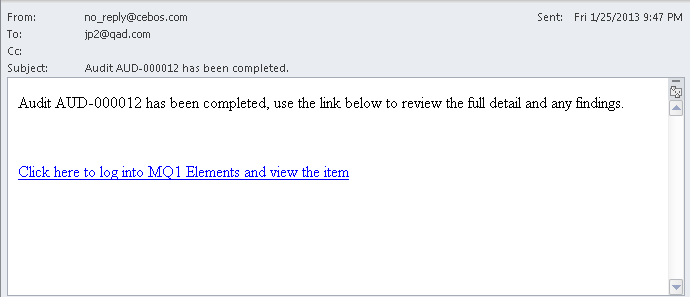 From: no_reply@cebos.com Sent: Fri 1/25/2013 9:47 PM
To: jp2@qad.com
Cc:
Subject: Audit AUD-000012 has been completed.
Audit AUD-000012 has been completed, use the link below to review the full detail and any findings.
Click here to log into MQ1 Elements and view the item